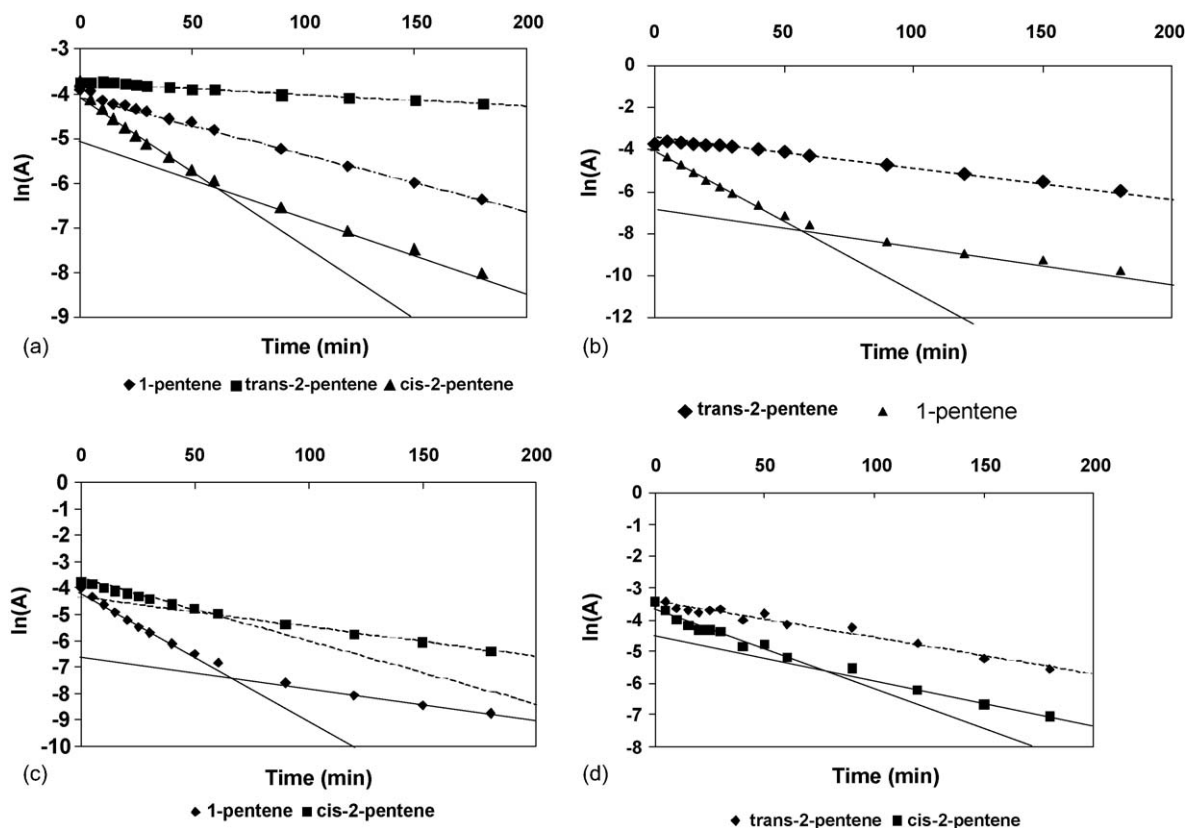 0 50 100 150 200
-3
-4
-5
-6
-7
-8
-9
ln(A)
Time (min)
(a)
◆ 1-pentene ■ trans-2-pentene ▲ cis-2-pentene
0 50 100 150 200
0
-2
-4
-6
-8
-10
-12
ln(A)
Time (min)
(b)
◆ trans-2-pentene ▲ 1-pentene
0 50 100 150 200
0
-1
-2
-3
-4
-5
-6
-7
-8
-9
-10
ln(A)
Time (min)
(c)
◆ 1-pentene ■ cis-2-pentene
0 50 100 150 200
0
-1
-2
-3
-4
-5
-6
-7
-8
ln(A)
Time (min)
(d)
◆ trans-2-pentene ■ cis-2-pentene